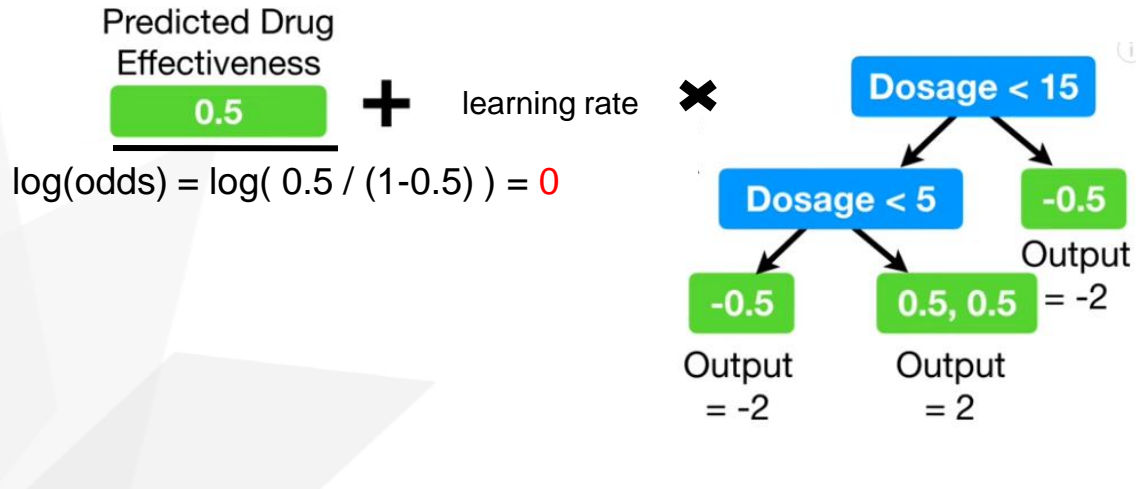 Predicted Drug
Effectiveness
0.5
+ learning rate ×
log(odds) = log( 0.5 / (1-0.5) ) = 0
Dosage < 15
Dosage < 5
-0.5
Output
= -2
-0.5
0.5, 0.5
Output
= -2
Output
= 2